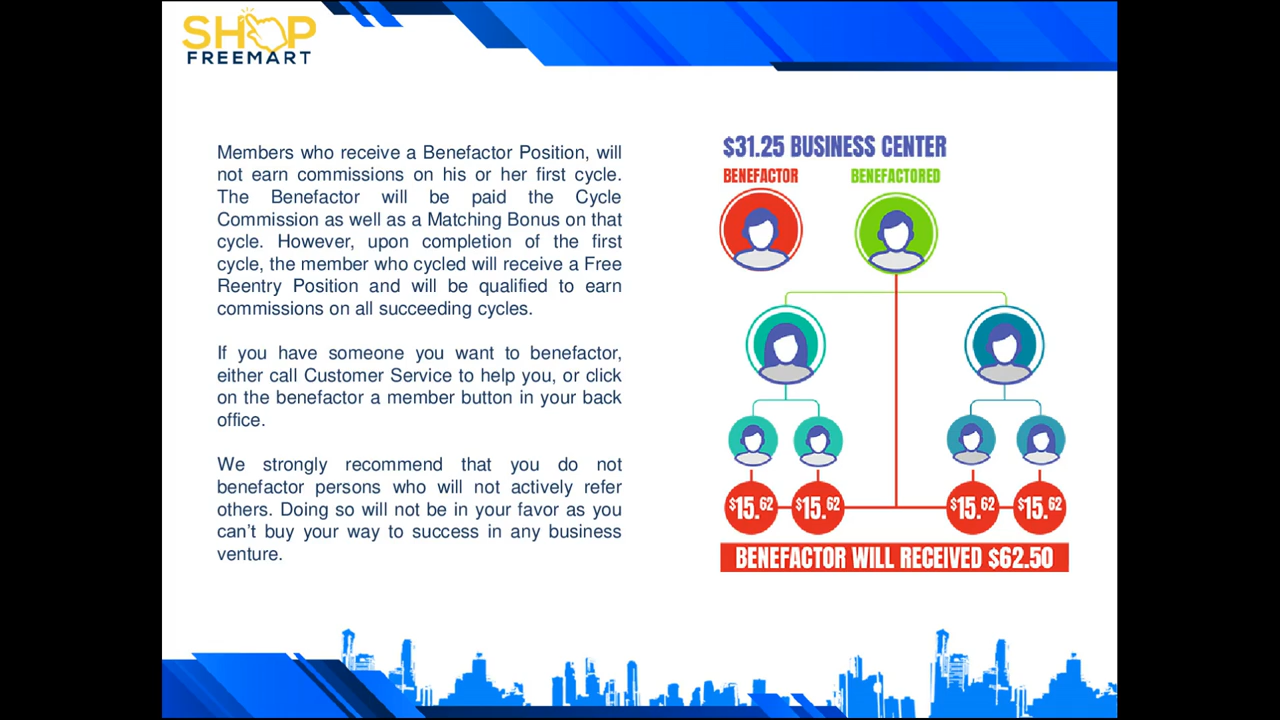 SHOP
FREEMART
Members who receive a Benefactor Position, will
not earn commissions on his or her first cycle.
The Benefactor will be paid the Cycle
Commission as well as a Matching Bonus on that
cycle. However, upon completion of the first
cycle, the member who cycled will receive a Free
Reentry Position and will be qualified to earn
commissions on all succeeding cycles.
If you have someone you want to benefactor,
either call Customer Service to help you, or click
on the benefactor a member button in your back
office.
We strongly recommend that you do not
benefactor persons who will not actively refer
others. Doing so will not be in your favor as you
can’t buy your way to success in any business
venture.
$31.25 BUSINESS CENTER
BENEFACTOR BENEFACTORED
$15.62 $15.62 $15.62 $15.62
BENEFACTOR WILL RECEIVED $62.50